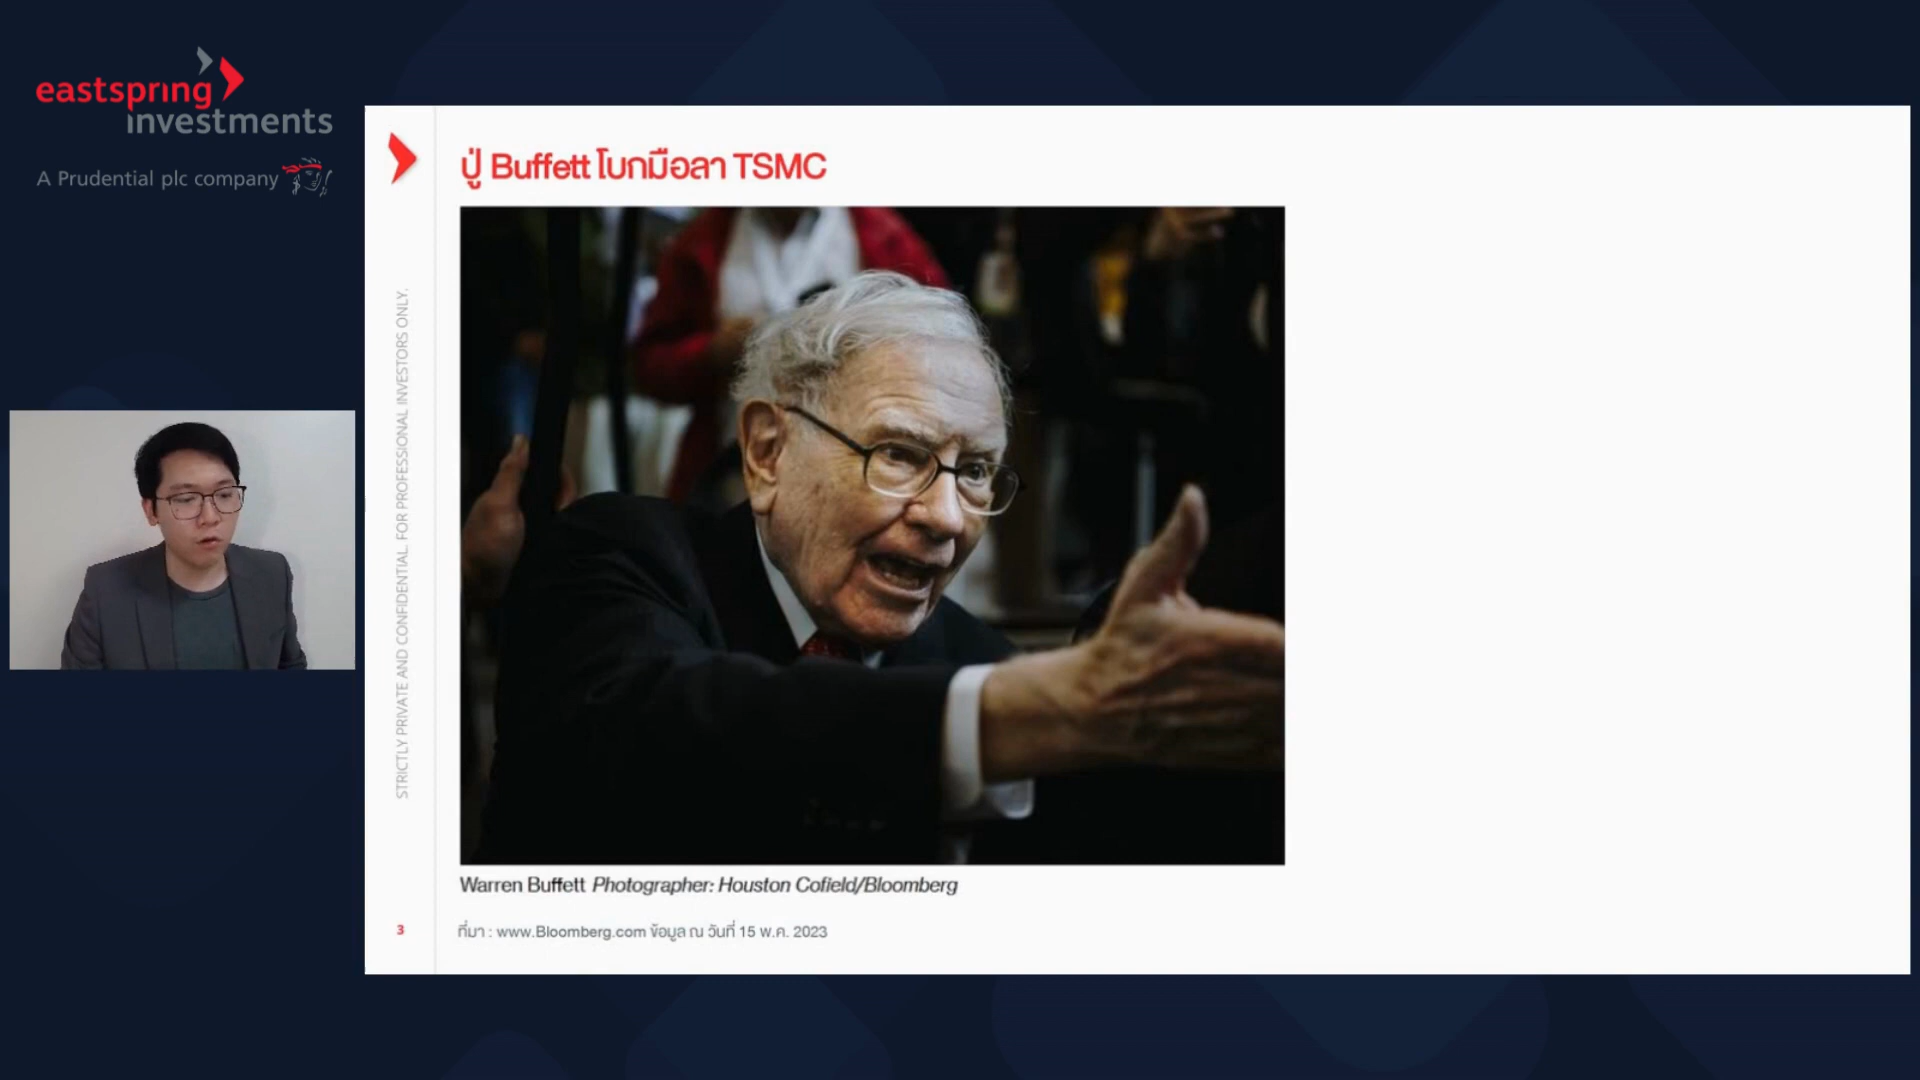 eastspring
investments
A Prudential plc company
ปู่ Buffett โบกมือลา TSMC
STRICTLY PRIVATE AND CONFIDENTIAL. FOR PROFESSIONAL INVESTORS ONLY.
Warren Buffett Photographer: Houston Cofield/Bloomberg
3
ที่มา : www.Bloomberg.com ข้อมูล ณ วันที่ 15 พ.ค. 2023